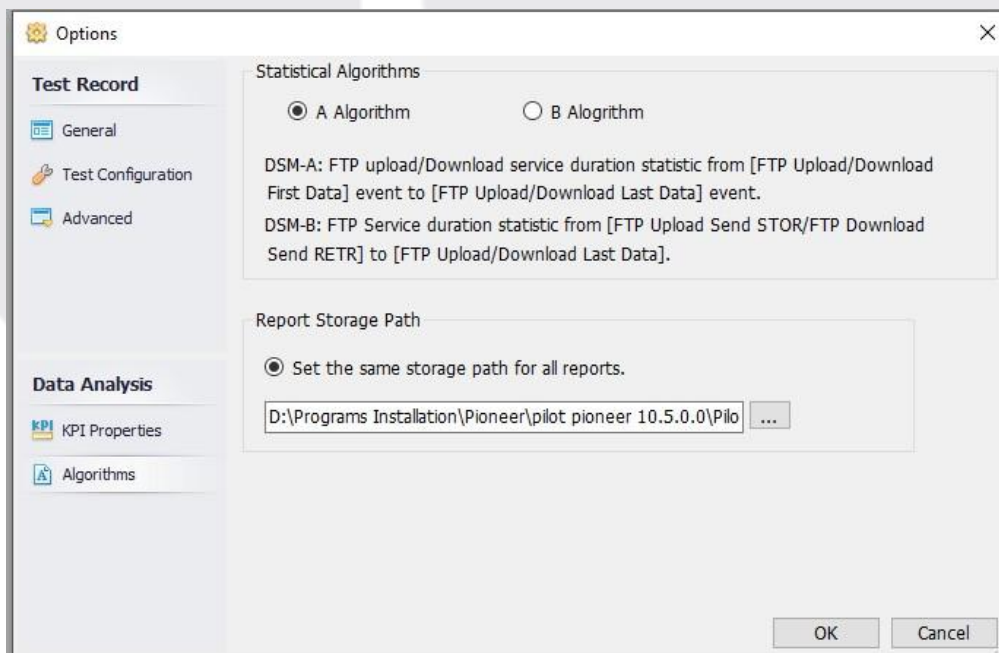 Options
Test Record
General
Test Configuration
Advanced
Data Analysis
KPI Properties
Algorithms
Statistical Algorithms
A Algorithm
B Alogrithm
DSM-A: FTP upload/Download service duration statistic from [FTP Upload/Download
First Data] event to [FTP Upload/Download Last Data] event.
DSM-B: FTP Service duration statistic from [FTP Upload Send STOR/FTP Download
Send RETR] to [FTP Upload/Download Last Data].
Report Storage Path
Set the same storage path for all reports.
D:\Programs Installation\Pioneer\pilot pioneer 10.5.0.0\Pilo
...
OK
Cancel